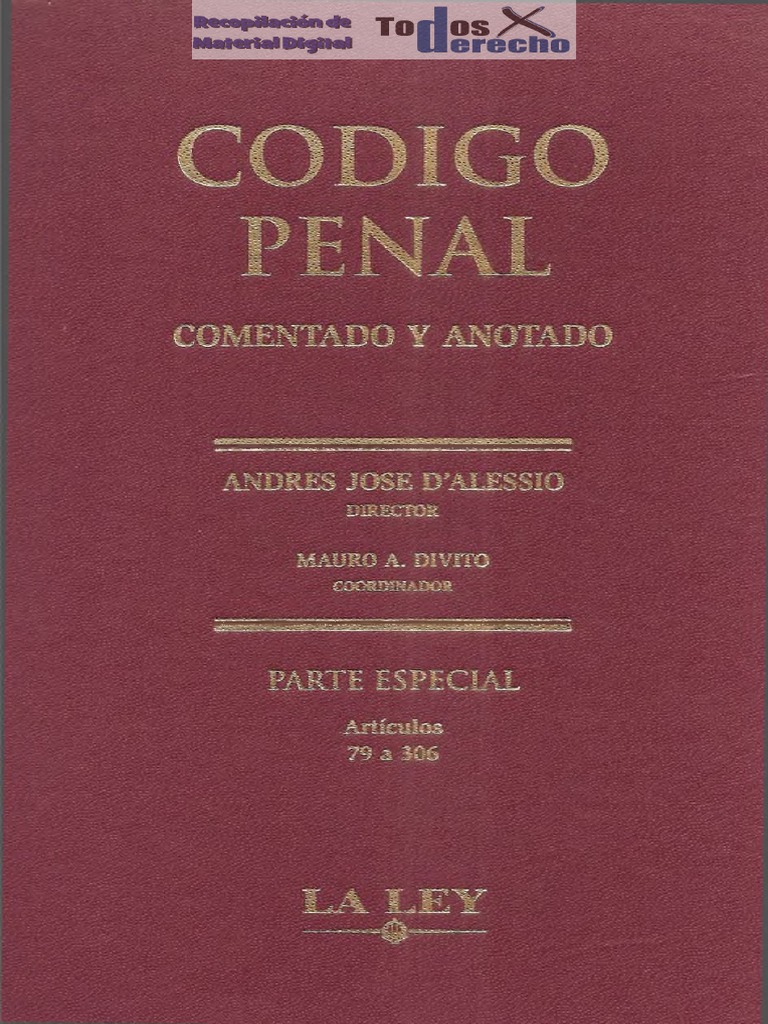 Recopilación de
Material Digital
Todos X
derecho
CODIGO
PENAL
COMENTADO Y ANOTADO
ANDRES JOSE D'ALESSIO
DIRECTOR
MAURO A. DIVITO
COORDINADOR
PARTE ESPECIAL
Artículos
79 a 306
LA LEY